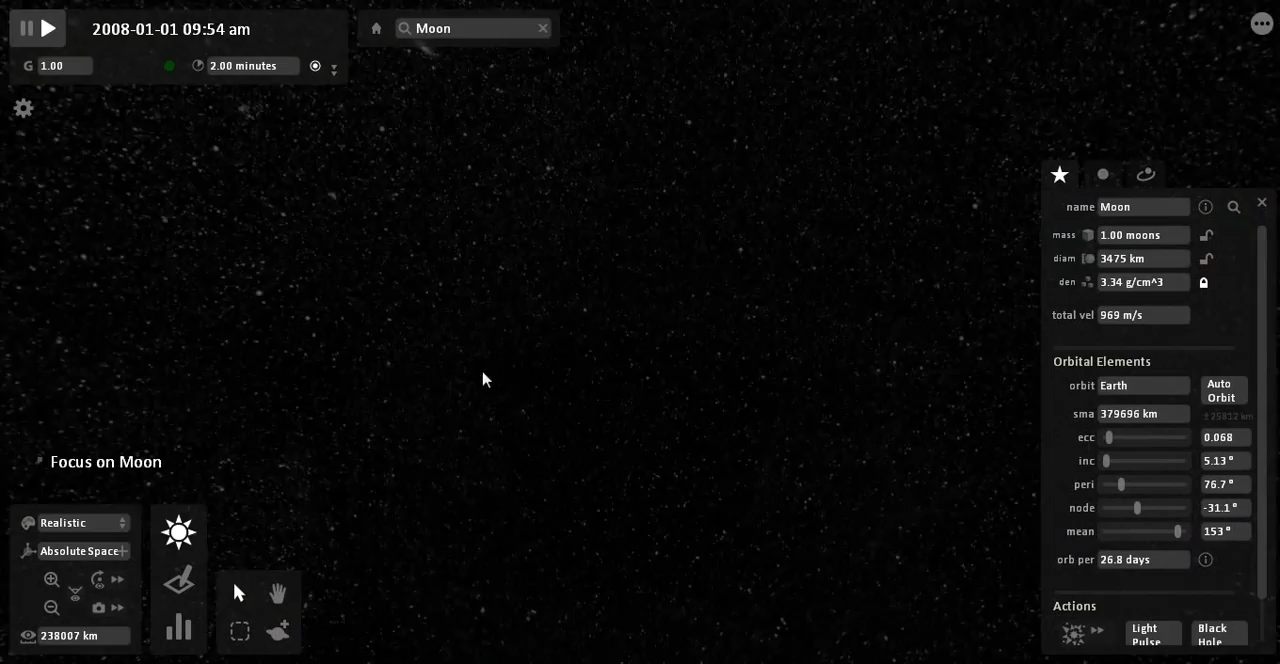 2008-01-01 09:54 am
Moon
G 1.00
2.00 minutes
name Moon
mass 1.00 moons
diam 3475 km
den 3.34 g/cm^3
total vel 969 m/s
Orbital Elements
orbit Earth
Auto
Orbit
sma 379696 km
±25812 km
ecc 0.068
inc 5.13 °
peri 76.7 °
node -31.1 °
mean 153 °
orb per 26.8 days
Actions
Light
Pulse
Black
Hole
Focus on Moon
Realistic
Absolute Space
238007 km